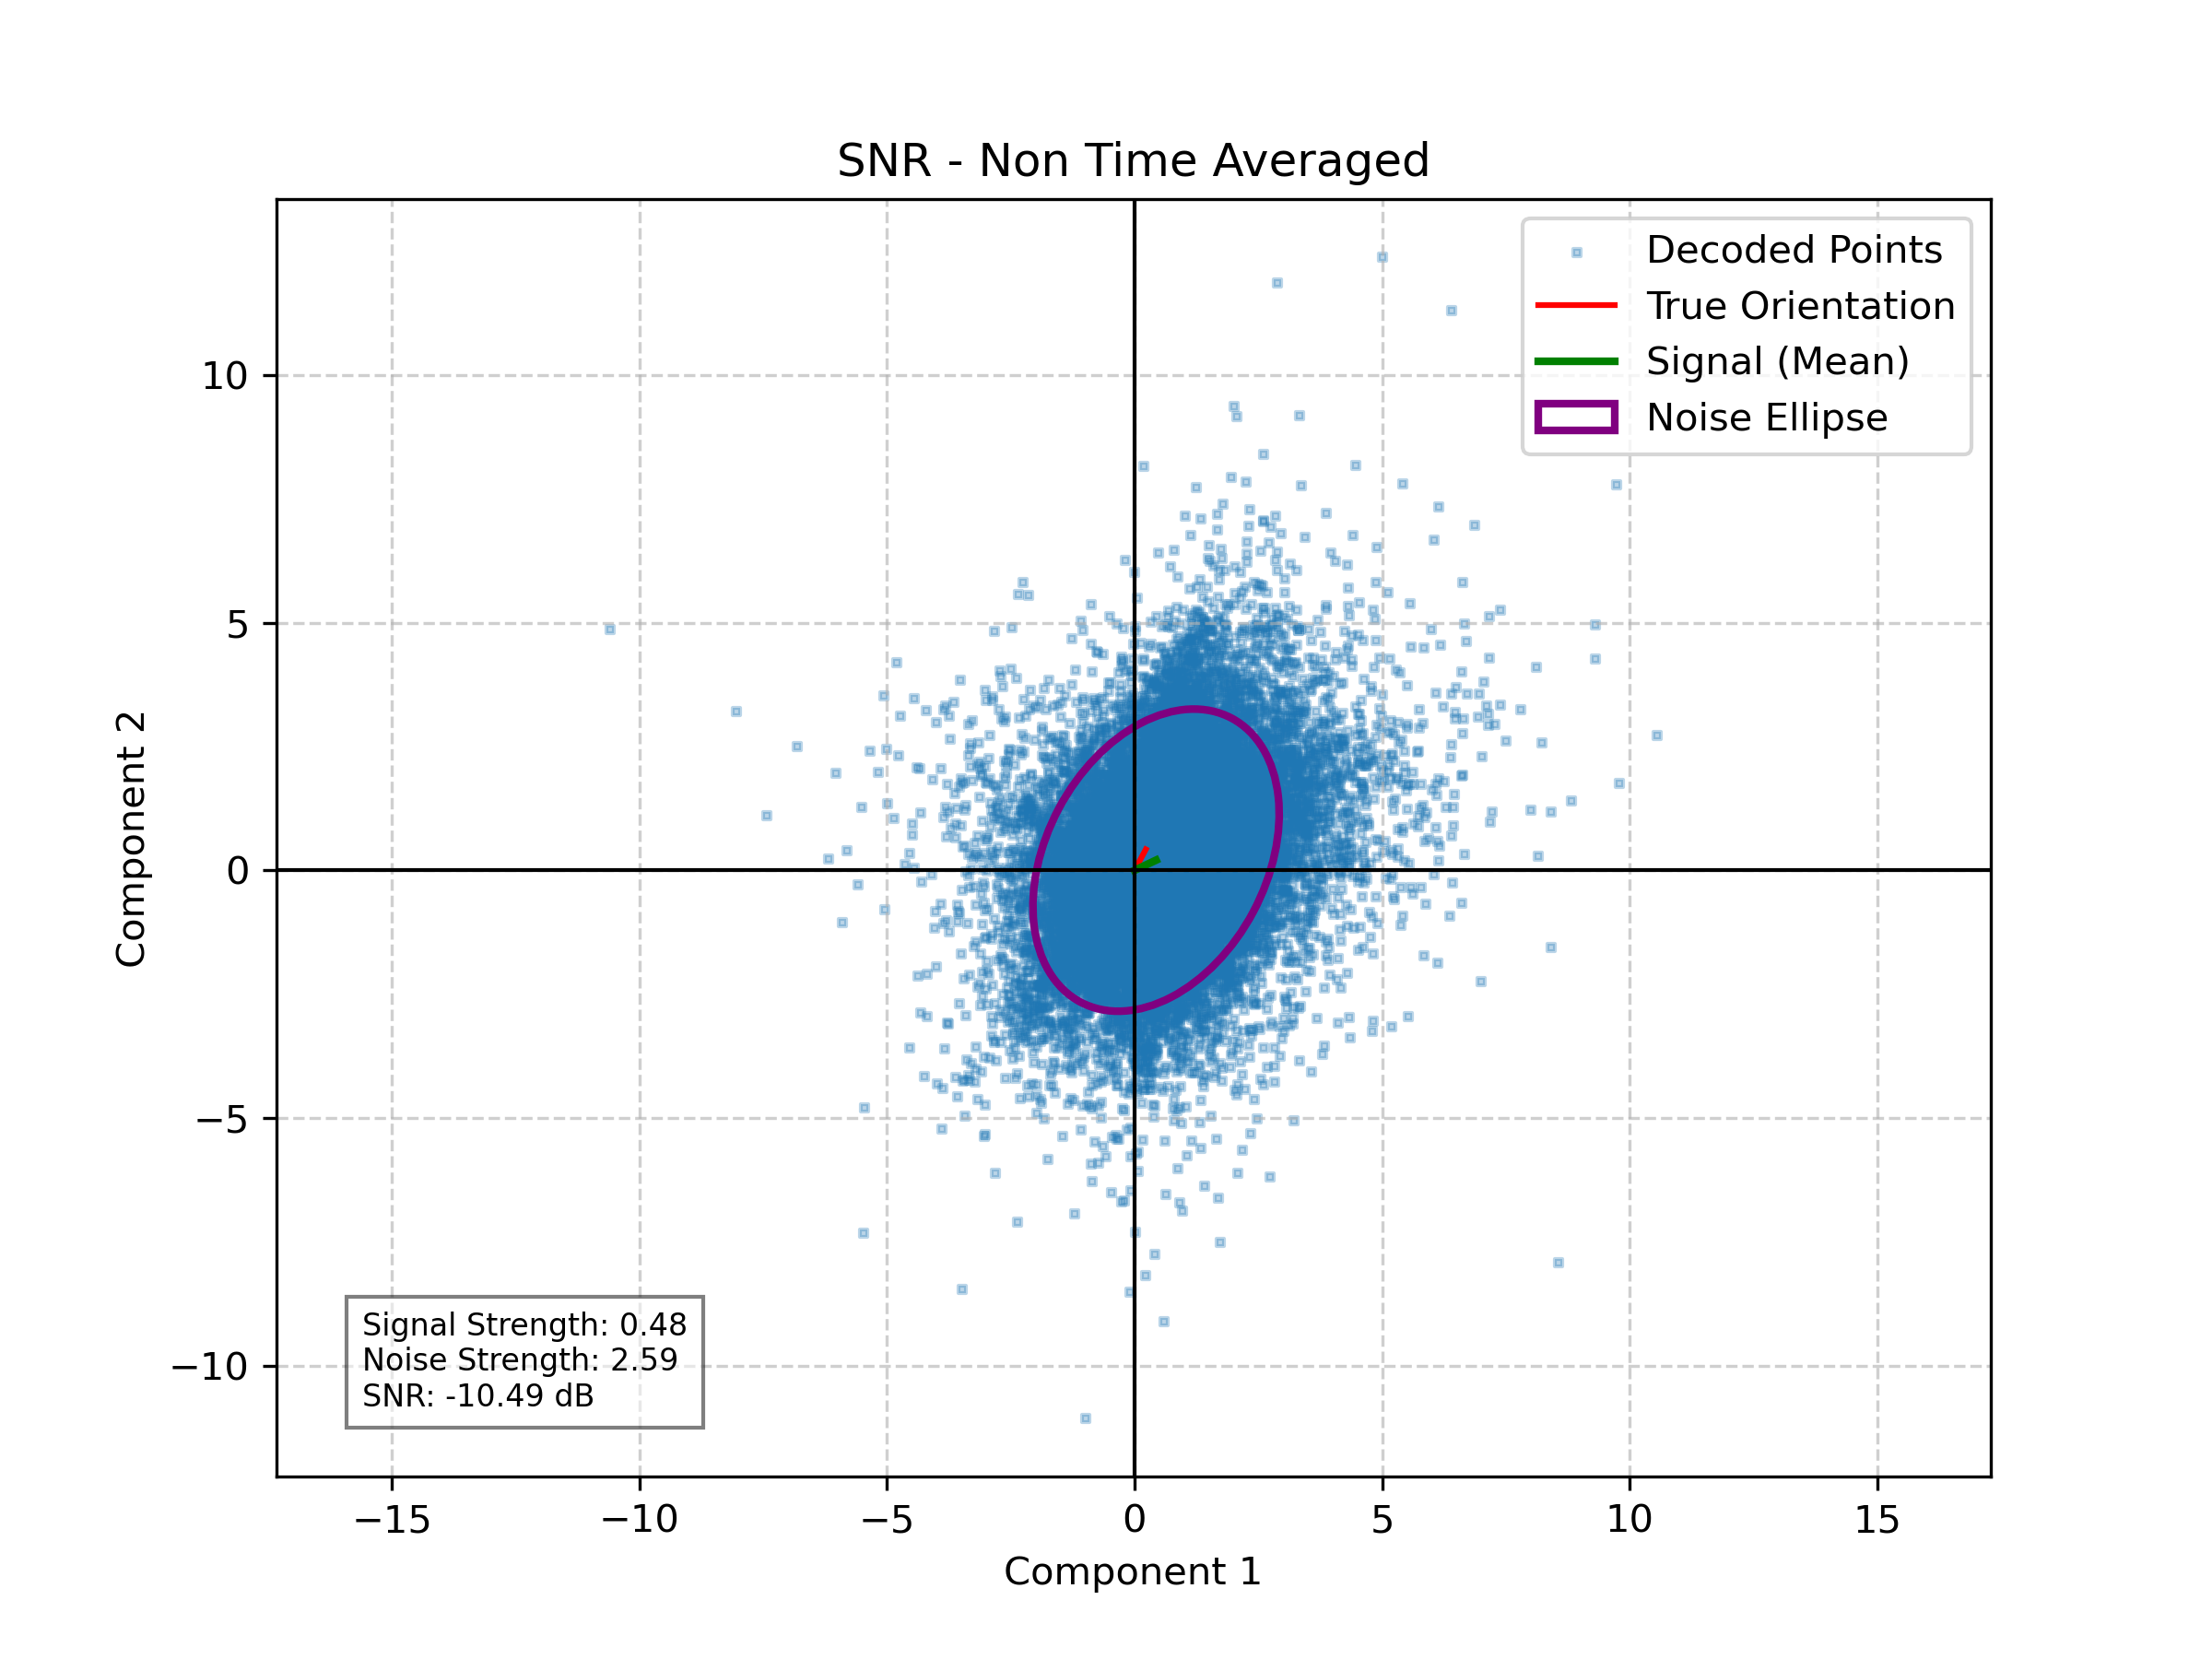 SNR - Non Time Averaged
Decoded Points
True Orientation
Signal (Mean)
Noise Ellipse
10
5
0
−5
−10
Component 2
Signal Strength: 0.48
Noise Strength: 2.59
SNR: -10.49 dB
−15
−10
−5
0
5
10
15
Component 1